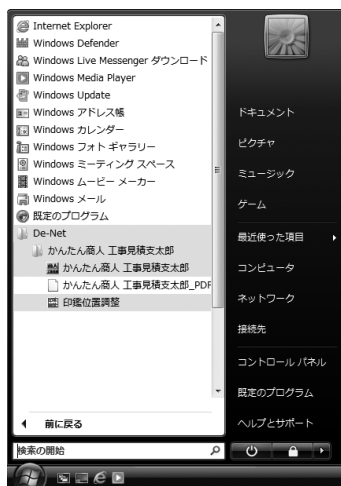 Internet Explorer
Windows Defender
Windows Live Messenger ダウンロード
Windows Media Player
Windows Update
Windows アドレス帳
Windows カレンダー
Windows フォト ギャラリー
Windows ミーティング スペース
Windows ムービー メーカー
Windows メール
既定のプログラム
De-Net
かんたん商人 工事見積支太郎
かんたん商人 工事見積支太郎
かんたん商人 工事見積支太郎_PDF
印鑑位置調整
前に戻る
検索の開始
ドキュメント
ピクチャ
ミュージック
ゲーム
最近使った項目
コンピュータ
ネットワーク
接続先
コントロール パネル
既定のプログラム
ヘルプとサポート